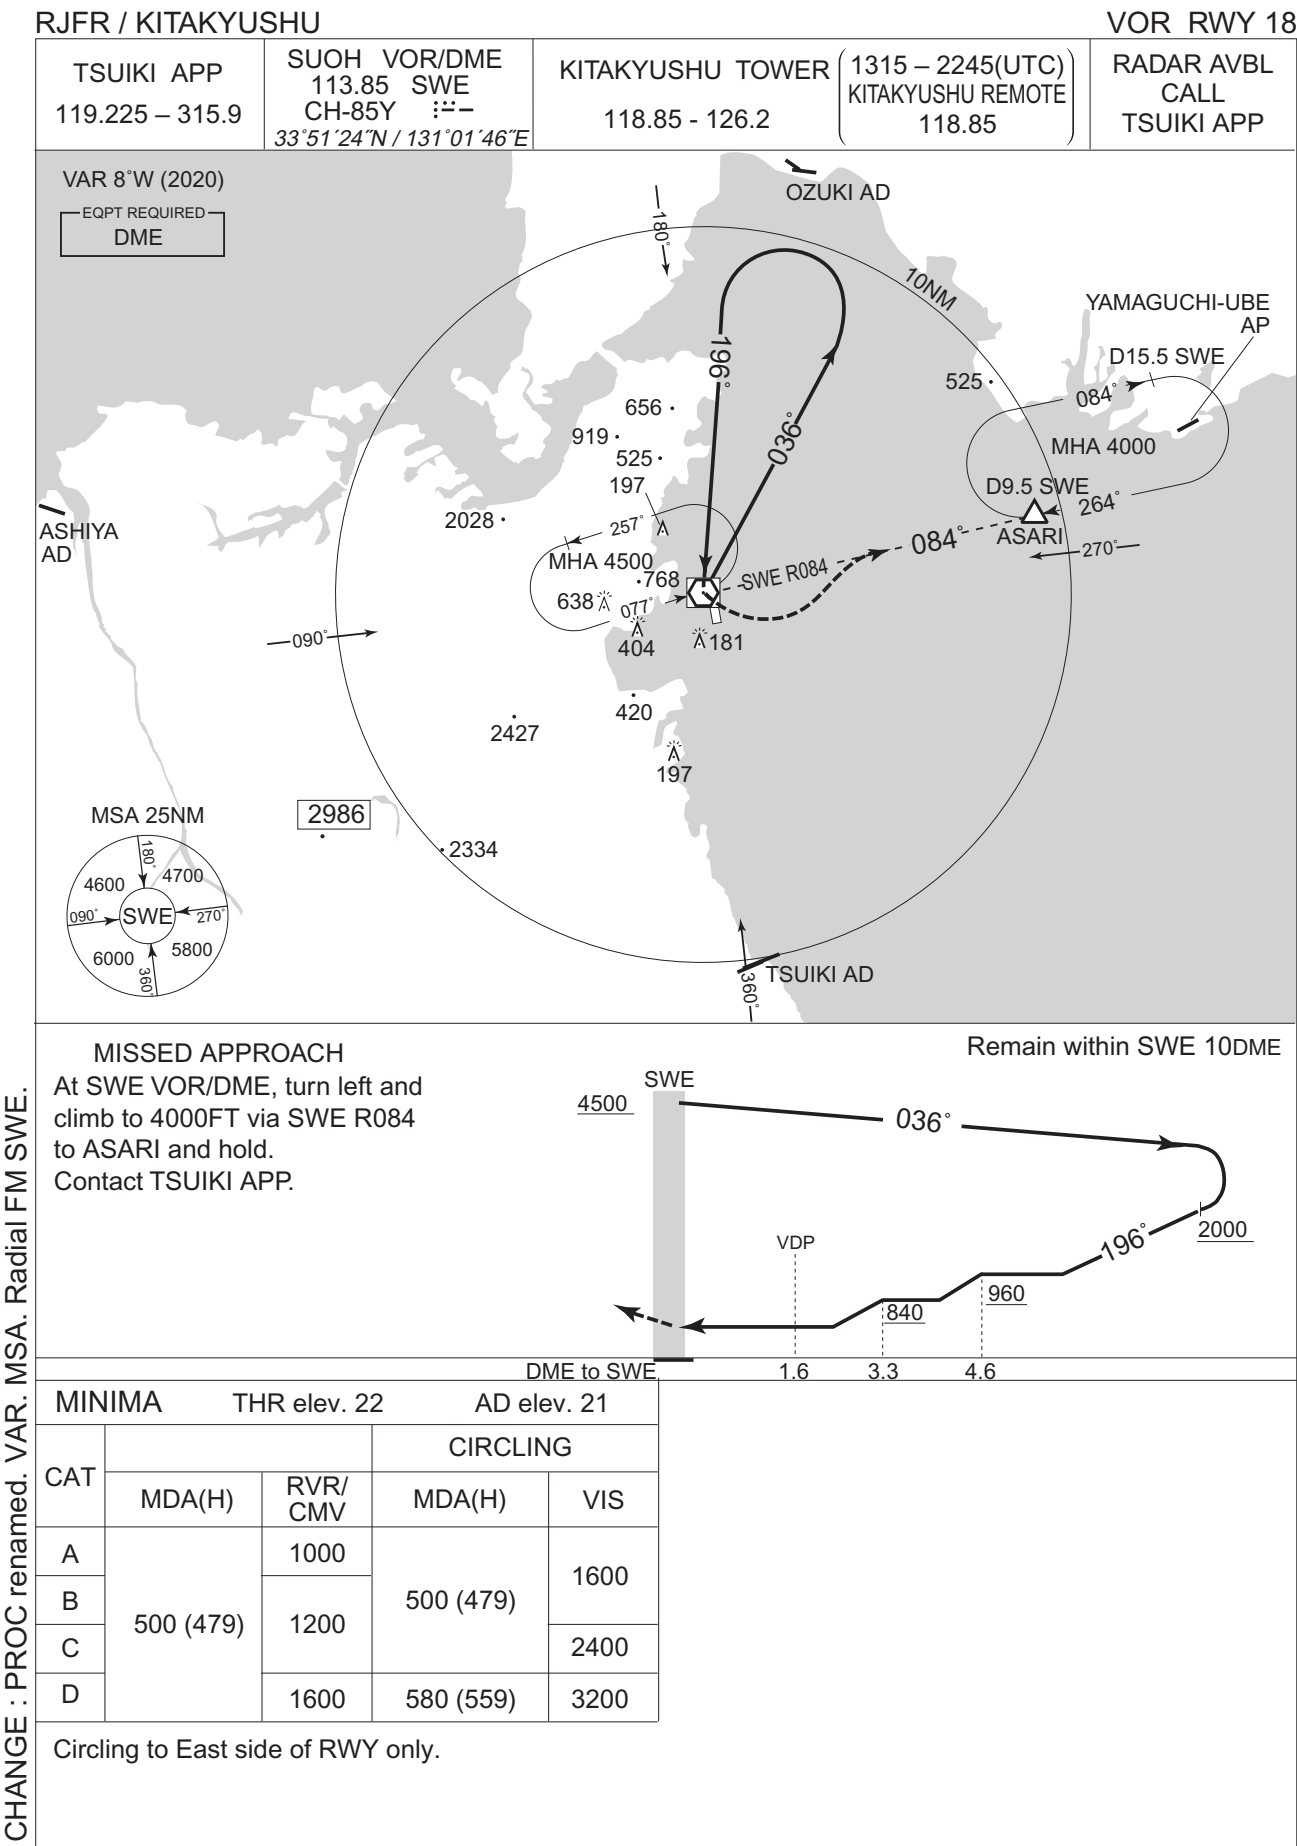 RJFR / KITAKYUSHU
VOR RWY 18
TSUIKI APP
119.225 – 315.9
SUOH VOR/DME
113.85 SWE
CH-85Y
33˚51´24˝N / 131˚01´46˝E
KITAKYUSHU TOWER
118.85 - 126.2
1315 – 2245(UTC)
KITAKYUSHU REMOTE
118.85
RADAR AVBL
CALL
TSUIKI APP
VAR 8˚W (2020)
EQPT REQUIRED
DME
180˚
OZUKI AD
10NM
YAMAGUCHI-UBE
AP
D15.5 SWE
525
084˚
196˚
036˚
656
919
525
197
MHA 4000
D9.5 SWE
264˚
ASARI
270˚
ASHIYA
AD
2028
257˚
MHA 4500
768
638
077˚
SWE R084
084˚
404
181
090˚
420
2427
197
2986
2334
MSA 25NM
180˚
4600
4700
090˚
SWE
270˚
6000
5800
360˚
TSUIKI AD
360˚
MISSED APPROACH
At SWE VOR/DME, turn left and
climb to 4000FT via SWE R084
to ASARI and hold.
Contact TSUIKI APP.
Remain within SWE 10DME
SWE
4500
036˚
2000
196˚
VDP
960
840
DME to SWE
1.6
3.3
4.6
MINIMA THR elev. 22 AD elev. 21
CAT
CIRCLING
MDA(H)
RVR/
CMV
MDA(H)
VIS
A
1000
1600
B
500 (479)
1200
500 (479)
C
2400
D
1600
580 (559)
3200
Circling to East side of RWY only.
CHANGE : PROC renamed. VAR. MSA. Radial FM SWE.